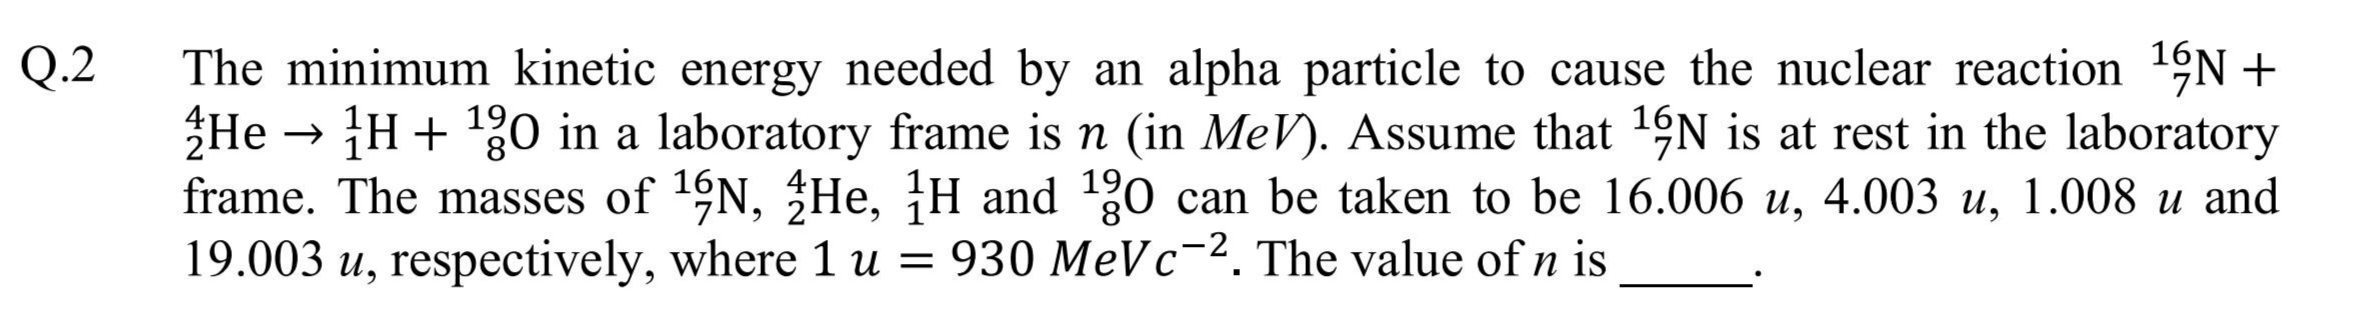 Q.2 The minimum kinetic energy needed by an alpha particle to cause the nuclear reaction ¹⁶₇N +
⁴₂He → ¹₁H + ¹⁹₈O in a laboratory frame is n (in MeV). Assume that ¹⁶₇N is at rest in the laboratory
frame. The masses of ¹⁶₇N, ⁴₂He, ¹₁H and ¹⁹₈O can be taken to be 16.006 u, 4.003 u, 1.008 u and
19.003 u, respectively, where 1 u = 930 MeVc⁻². The value of n is _____.